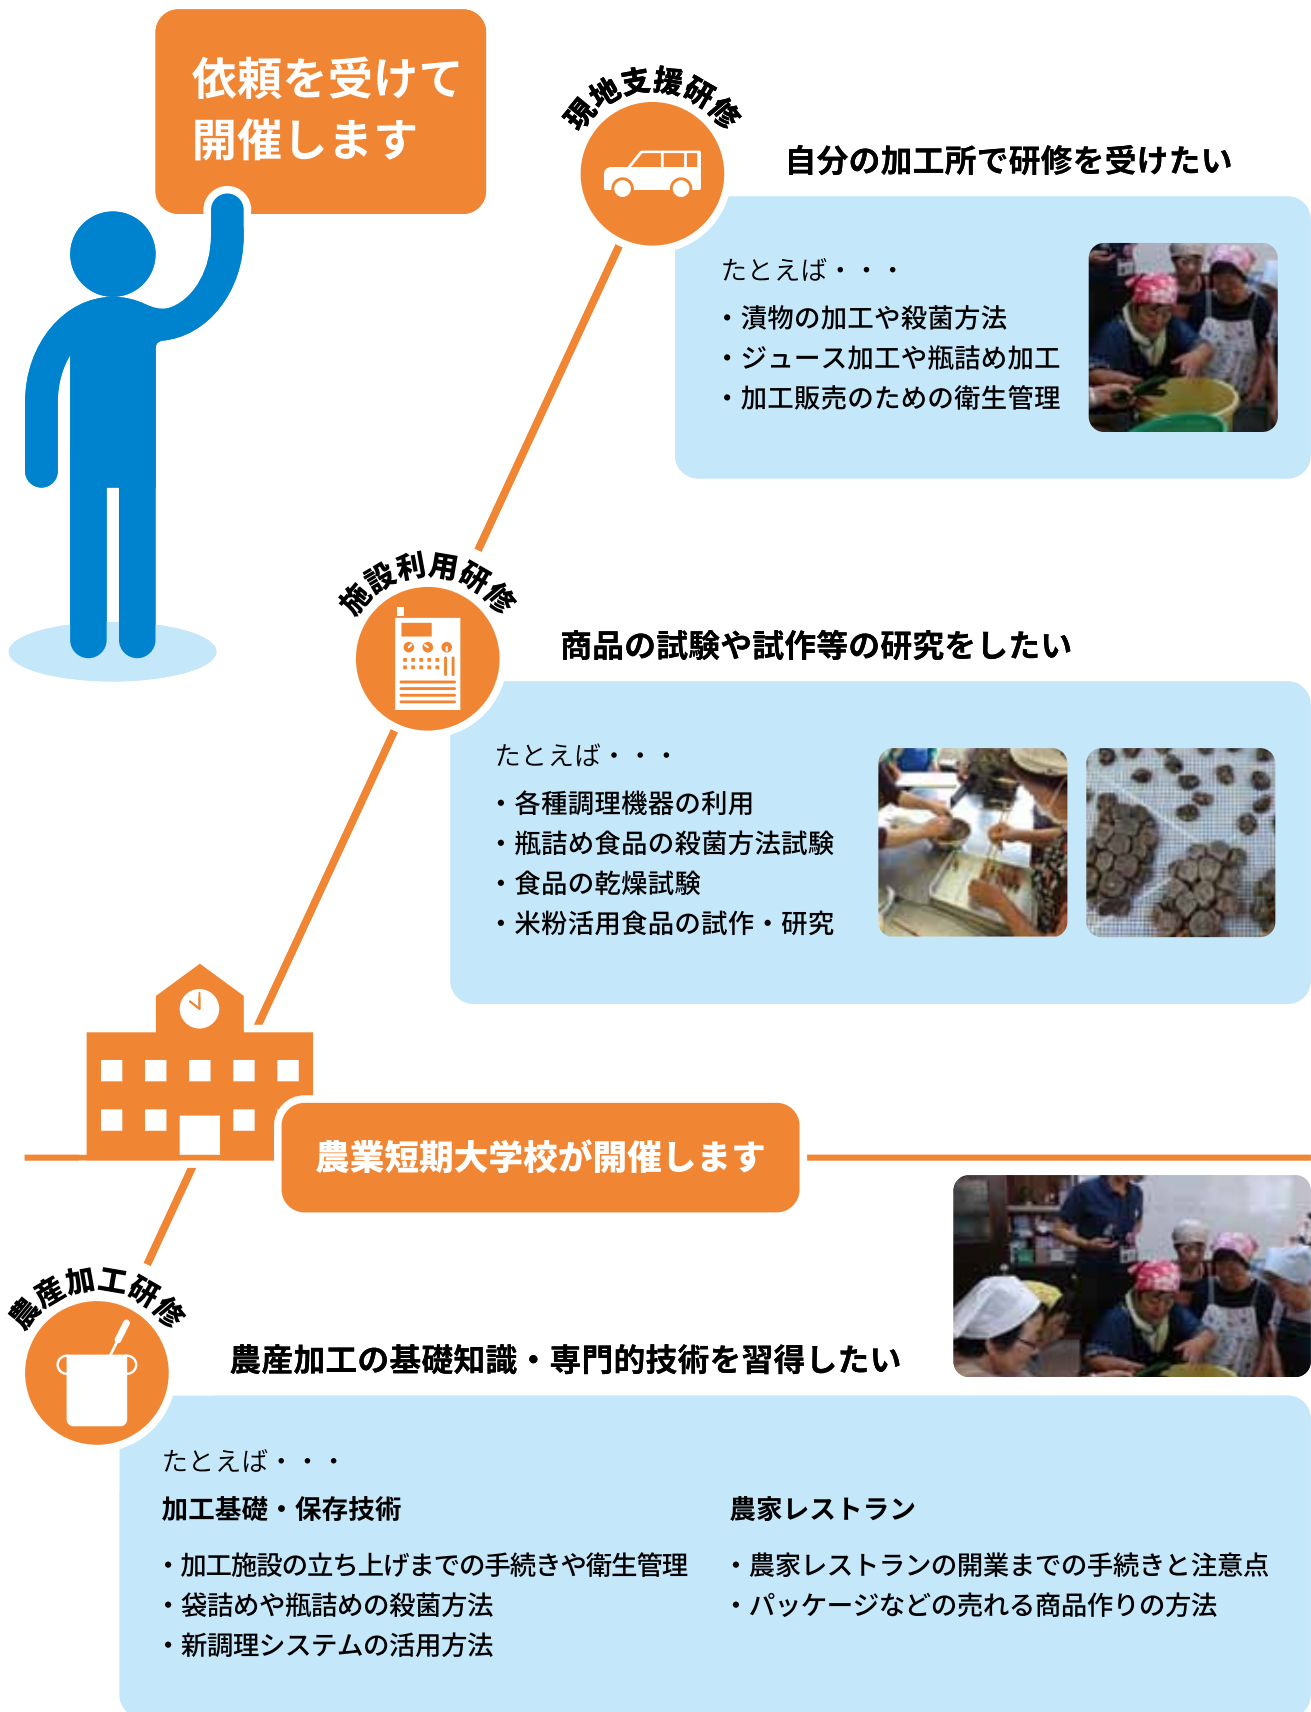 依頼を受けて
開催します
現地支援研修
自分の加工所で研修を受けたい
たとえば・・・
・漬物の加工や殺菌方法
・ジュース加工や瓶詰め加工
・加工販売のための衛生管理
施設利用研修
商品の試験や試作等の研究をしたい
たとえば・・・
・各種調理機器の利用
・瓶詰め食品の殺菌方法試験
・食品の乾燥試験
・米粉活用食品の試作・研究
農業短期大学校が開催します
農産加工研修
農産加工の基礎知識・専門的技術を習得したい
たとえば・・・
加工基礎・保存技術
・加工施設の立ち上げまでの手続きや衛生管理
・袋詰めや瓶詰めの殺菌方法
・新調理システムの活用方法
農家レストラン
・農家レストランの開業までの手続きと注意点
・パッケージなどの売れる商品作りの方法